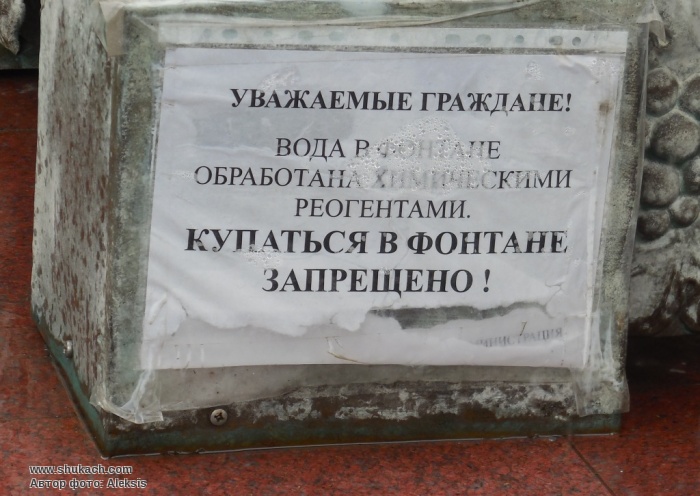 УВАЖАЕМЫЕ ГРАЖДАНЕ!
ВОДА В ФОНТАНЕ
ОБРАБОТАНА ХИМИЧЕСКИМИ
РЕОГЕНТАМИ.
КУПАТЬСЯ В ФОНТАНЕ
ЗАПРЕЩЕНО !
www.shukach.com
Автор фото: Aleksis